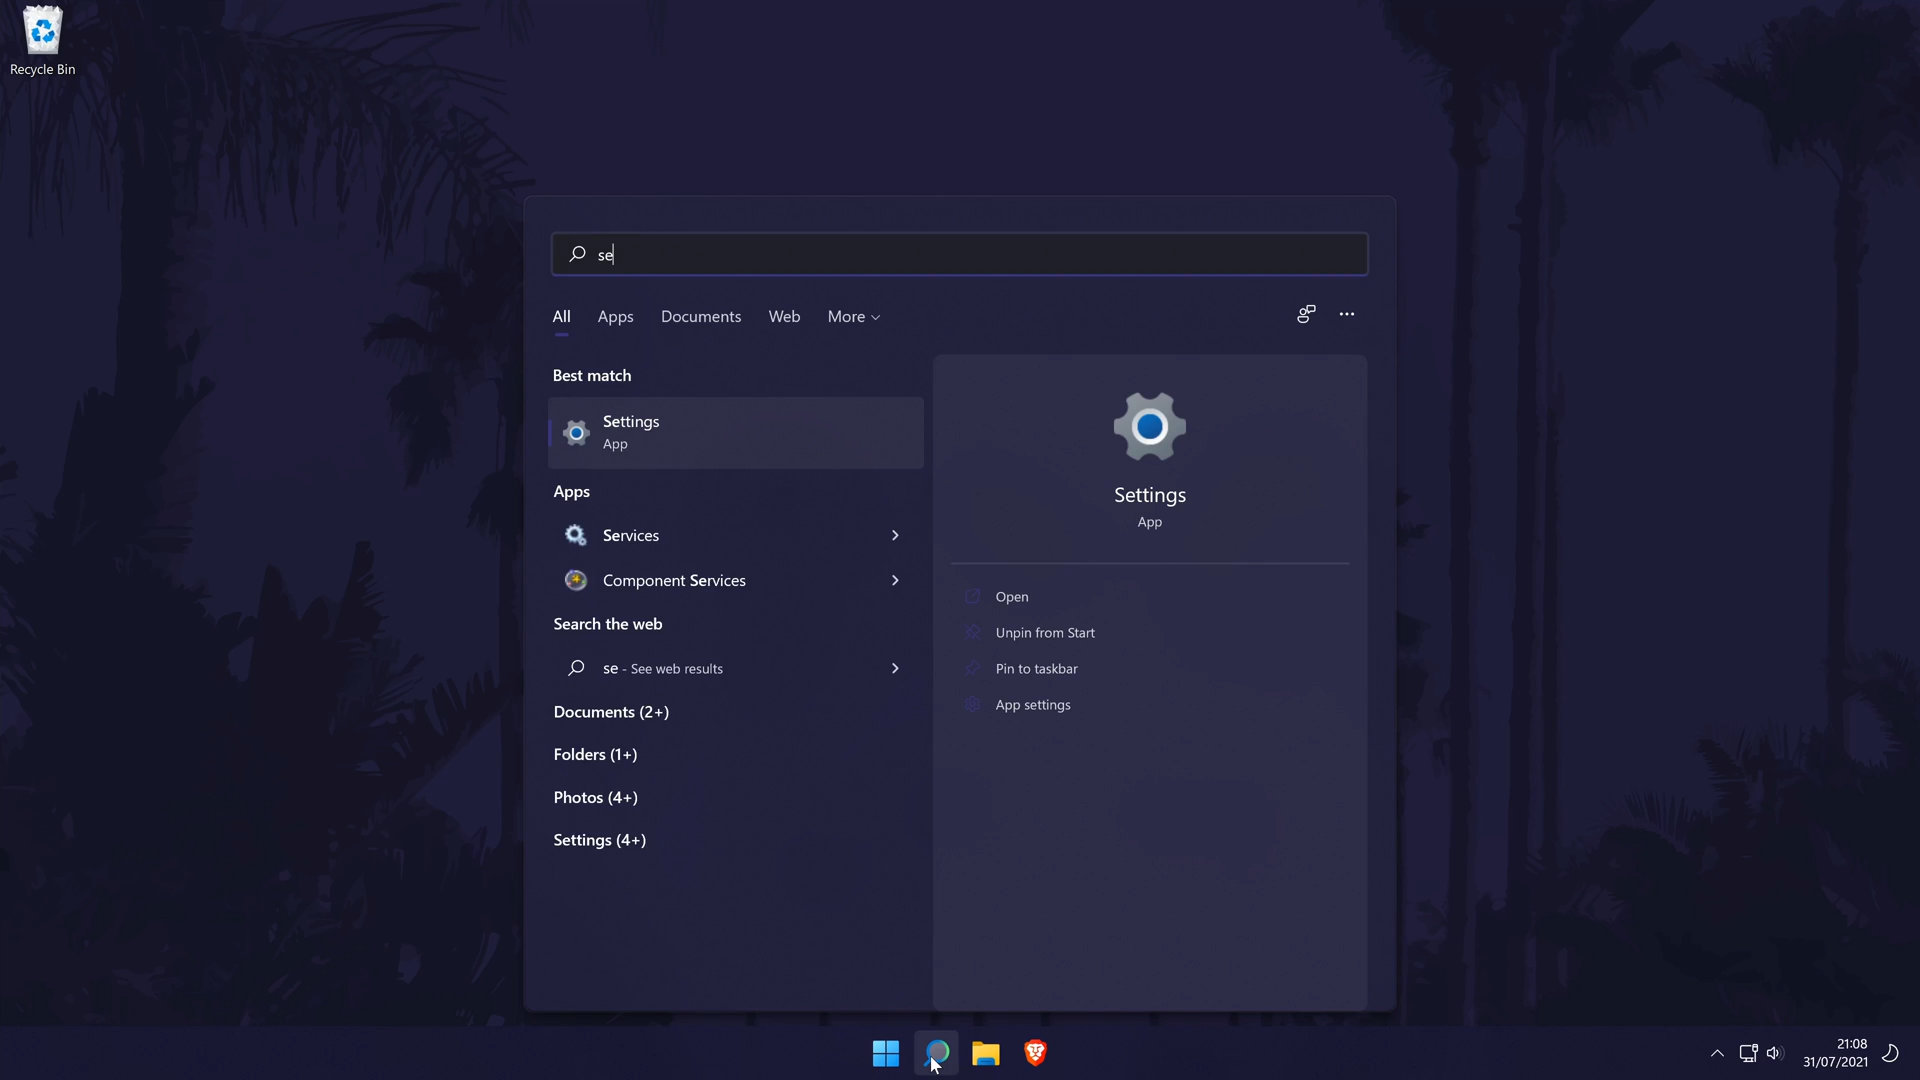 Recycle Bin
se
All Apps Documents Web More
Best match
Settings
App
Apps
Services
Component Services
Search the web
se - See web results
Documents (2+)
Folders (1+)
Photos (4+)
Settings (4+)
Settings
App
Open
Unpin from Start
Pin to taskbar
App settings
21:08
31/07/2021